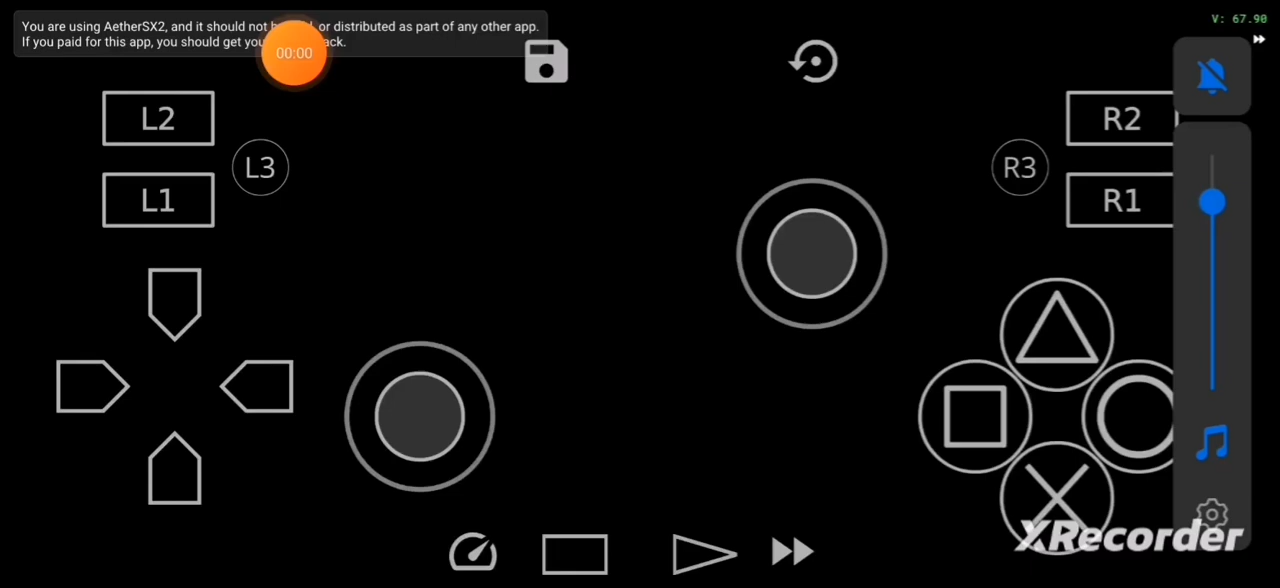 You are using AetherSX2, and it should not b or distributed as part of any other app.
If you paid for this app, you should get you ack.
00:00
V: 67.90
L2
R2
L3
R3
L1
R1
XRecorder